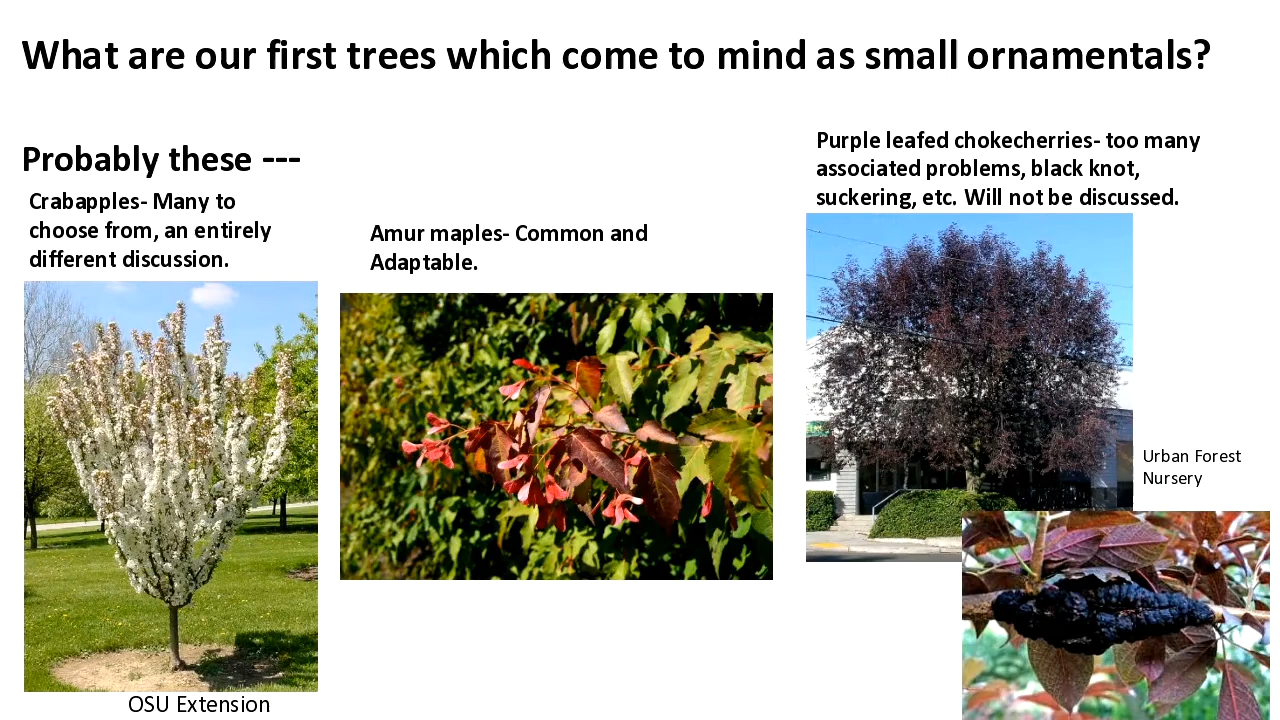 What are our first trees which come to mind as small ornamentals?
Probably these ---
Crabapples- Many to
choose from, an entirely
different discussion.
Amur maples- Common and
Adaptable.
Purple leafed chokecherries- too many
associated problems, black knot,
suckering, etc. Will not be discussed.
Urban Forest
Nursery
OSU Extension